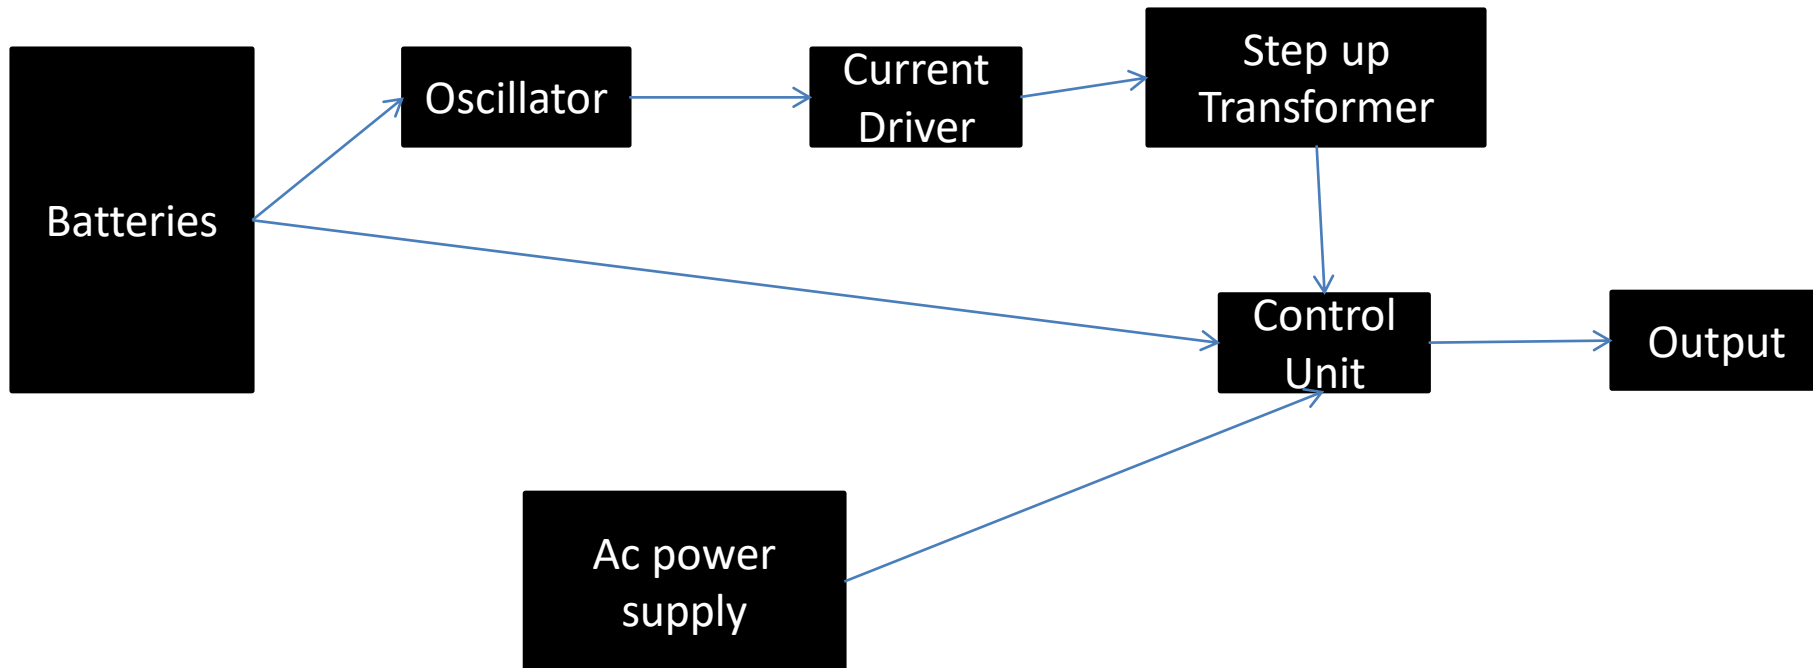 Batteries
Oscillator
Current
Driver
Step up
Transformer
Control
Unit
Output
Ac power
supply